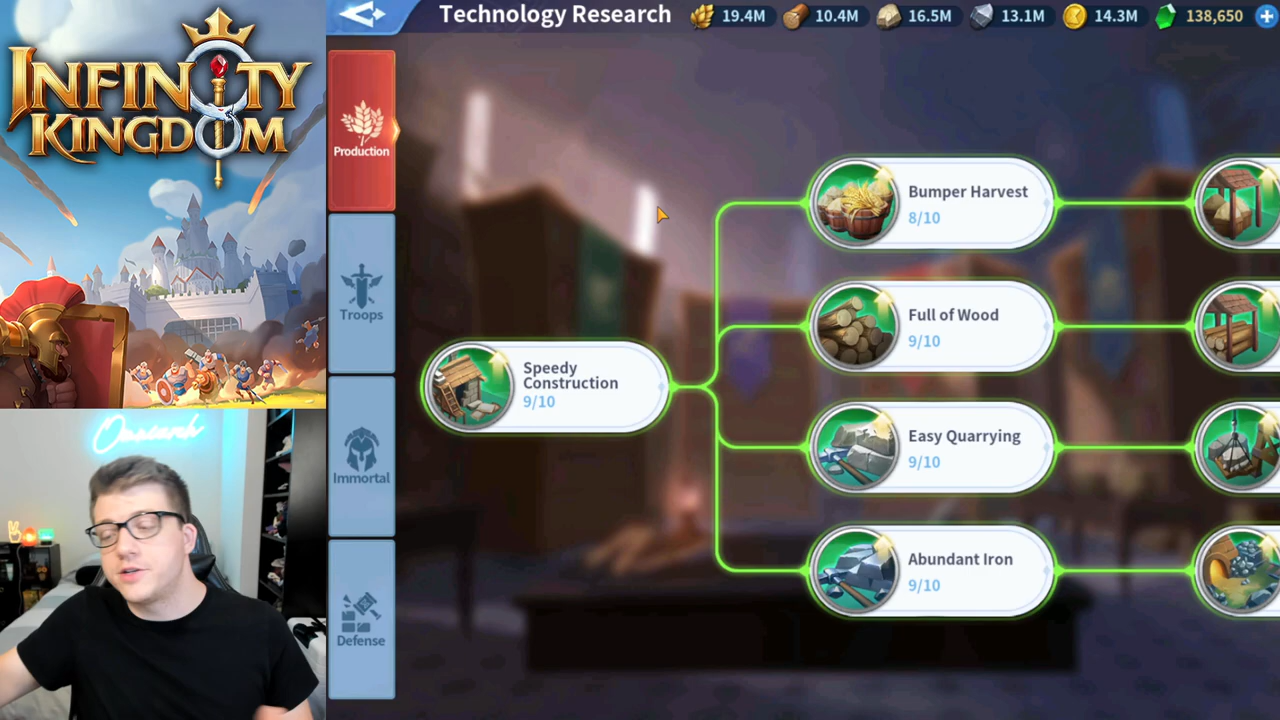 INFINITY
KINGDOM
Technology Research
19.4M
10.4M
16.5M
13.1M
14.3M
138,650
Production
Troops
Immortal
Defense
Speedy
Construction
9/10
Bumper Harvest
8/10
Full of Wood
9/10
Easy Quarrying
9/10
Abundant Iron
9/10